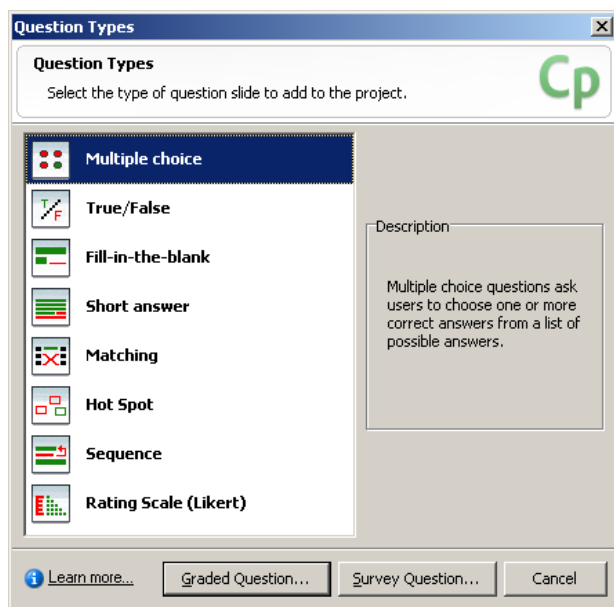 Question Types
Question Types
Select the type of question slide to add to the project.
Cp
Multiple choice
T/F
True/False
Fill-in-the-blank
Short answer
Matching
Hot Spot
Sequence
Rating Scale (Likert)
Description
Multiple choice questions ask
users to choose one or more
correct answers from a list of
possible answers.
Learn more...
Graded Question...
Survey Question...
Cancel